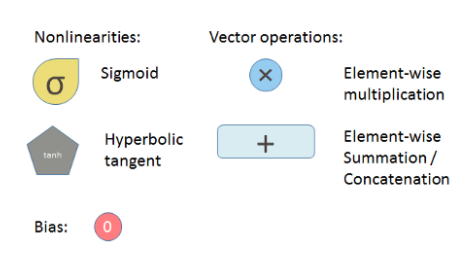 Nonlinearities:
Vector operations:
σ
Sigmoid
×
Element-wise
multiplication
tanh
Hyperbolic
tangent
+
Element-wise
Summation /
Concatenation
Bias:
0